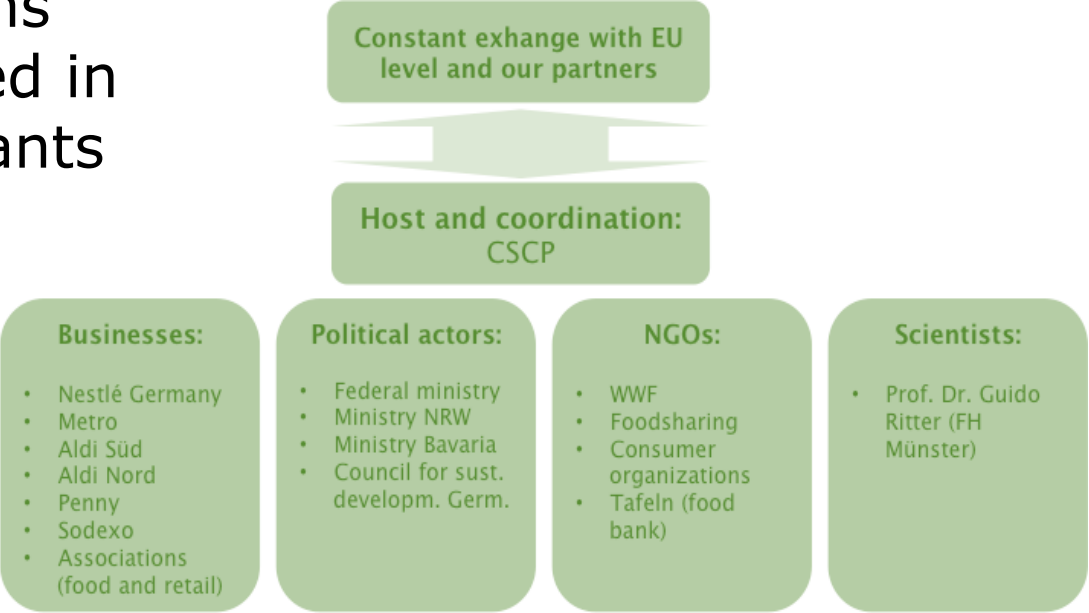 ns
ed in
ants
Constant exhange with EU
level and our partners
Host and coordination:
CSCP
Businesses:
• Nestlé Germany
• Metro
• Aldi Süd
• Aldi Nord
• Penny
• Sodexo
• Associations
(food and retail)
Political actors:
• Federal ministry
• Ministry NRW
• Ministry Bavaria
• Council for sust.
developm. Germ.
NGOs:
• WWF
• Foodsharing
• Consumer
organizations
• Tafeln (food
bank)
Scientists:
• Prof. Dr. Guido
Ritter (FH
Münster)